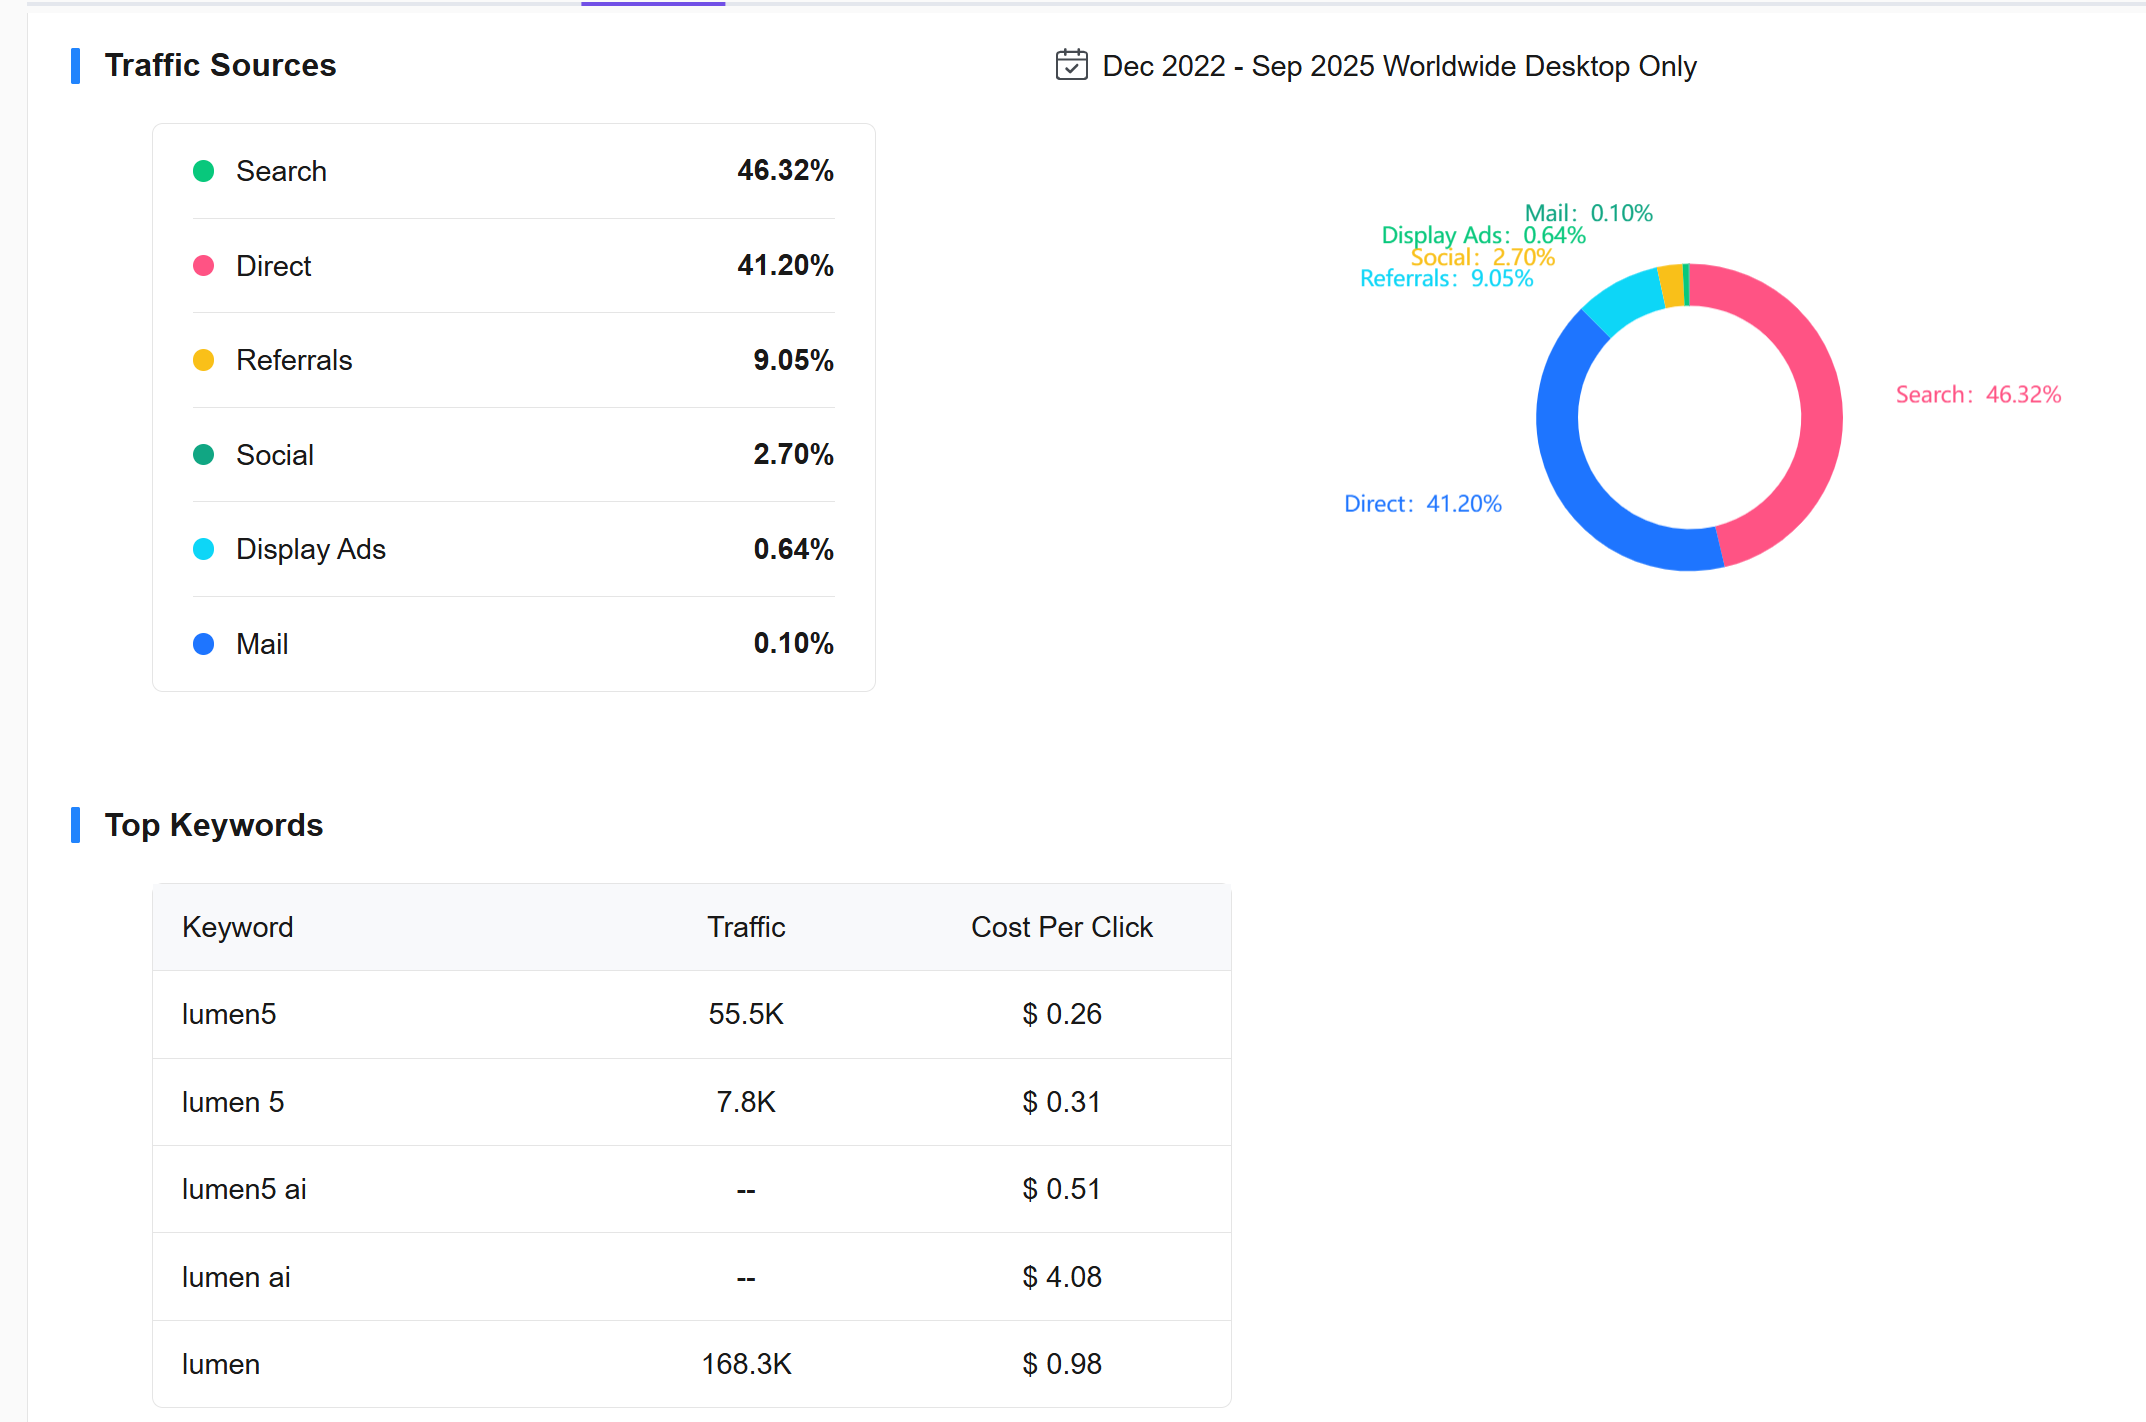 Traffic Sources
Dec 2022 - Sep 2025 Worldwide Desktop Only
Search 46.32%
Direct 41.20%
Referrals 9.05%
Social 2.70%
Display Ads 0.64%
Mail 0.10%
Mail: 0.10%
Display Ads: 0.64%
Social: 2.70%
Referrals: 9.05%
Search: 46.32%
Direct: 41.20%
Top Keywords
Keyword Traffic Cost Per Click
lumen5 55.5K $ 0.26
lumen 5 7.8K $ 0.31
lumen5 ai -- $ 0.51
lumen ai -- $ 4.08
lumen 168.3K $ 0.98